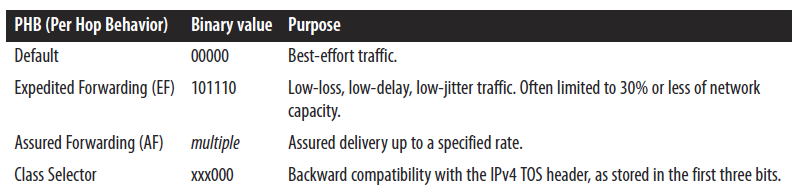 PHB (Per Hop Behavior) Binary value Purpose
Default 00000 Best-effort traffic.
Expedited Forwarding (EF) 101110 Low-loss, low-delay, low-jitter traffic. Often limited to 30% or less of network
capacity.
Assured Forwarding (AF) multiple Assured delivery up to a specified rate.
Class Selector xxx000 Backward compatibility with the IPv4 TOS header, as stored in the first three bits.